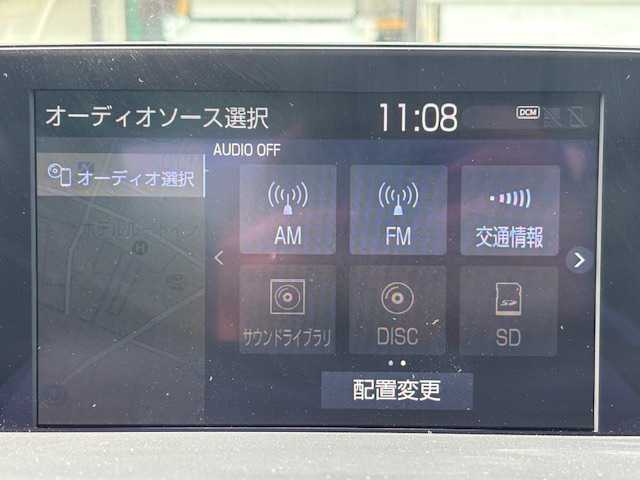 オーディオソース選択
11:08
DCM
AUDIO OFF
オーディオ選択
AM
FM
交通情報
サウンドライブラリ
DISC
SD
配置変更